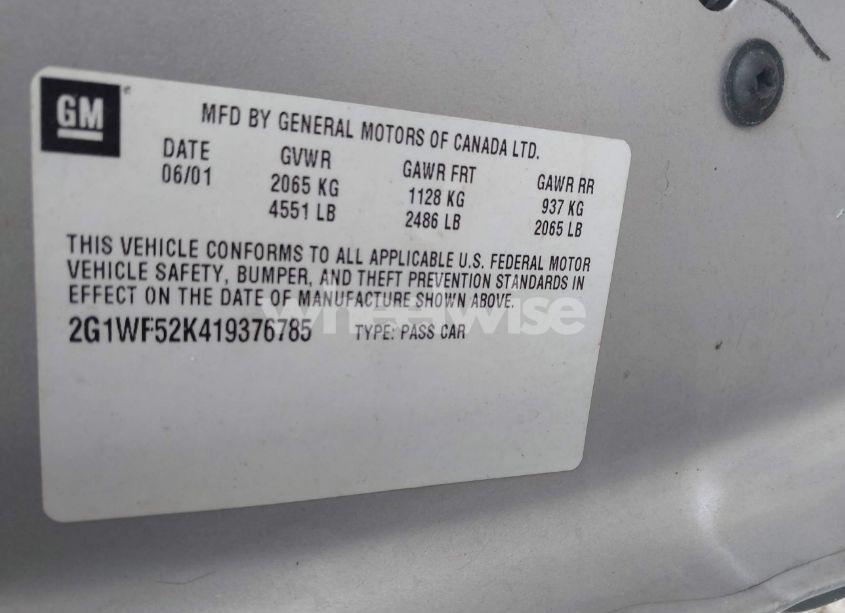 GM
MFD BY GENERAL MOTORS OF CANADA LTD.
DATE GVWR GAWR FRT GAWR RR
06/01 2065 KG 1128 KG 937 KG
4551 LB 2486 LB 2065 LB
THIS VEHICLE CONFORMS TO ALL APPLICABLE U.S. FEDERAL MOTOR
VEHICLE SAFETY, BUMPER, AND THEFT PREVENTION STANDARDS IN
EFFECT ON THE DATE OF MANUFACTURE SHOWN ABOVE.
wheelwise
2G1WF52K419376785 TYPE: PASS CAR